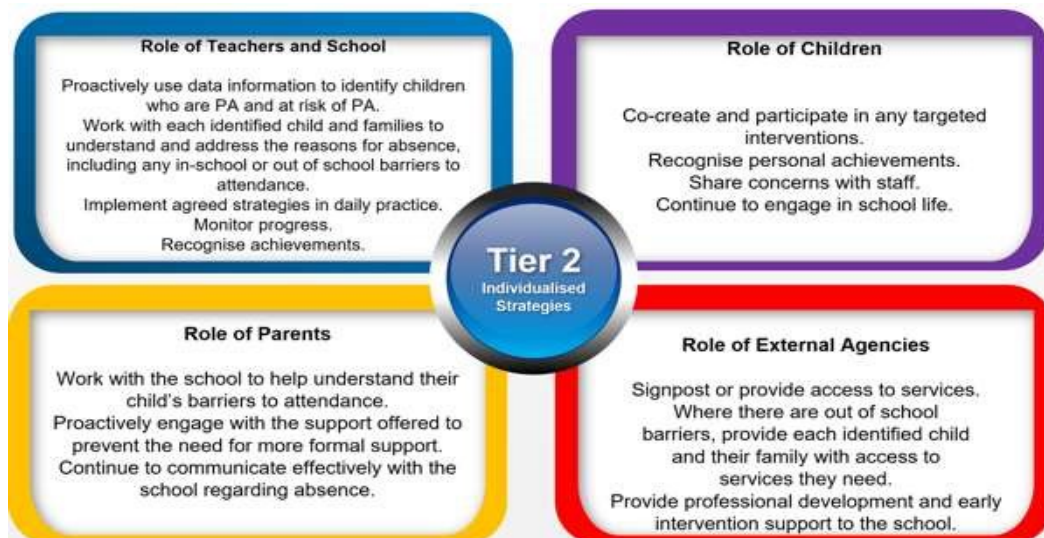 Role of Teachers and School
Proactively use data information to identify children
who are PA and at risk of PA.
Work with each identified child and families to
understand and address the reasons for absence,
including any in-school or out of school barriers to
attendance.
Implement agreed strategies in daily practice.
Monitor progress.
Recognise achievements.
Role of Children
Co-create and participate in any targeted
interventions.
Recognise personal achievements.
Share concerns with staff.
Continue to engage in school life.
Tier 2
Individualised
Strategies
Role of Parents
Work with the school to help understand their
child's barriers to attendance.
Proactively engage with the support offered to
prevent the need for more formal support.
Continue to communicate effectively with the
school regarding absence.
Role of External Agencies
Signpost or provide access to services.
Where there are out of school
barriers, provide each identified child
and their family with access to
services they need.
Provide professional development and early
intervention support to the school.